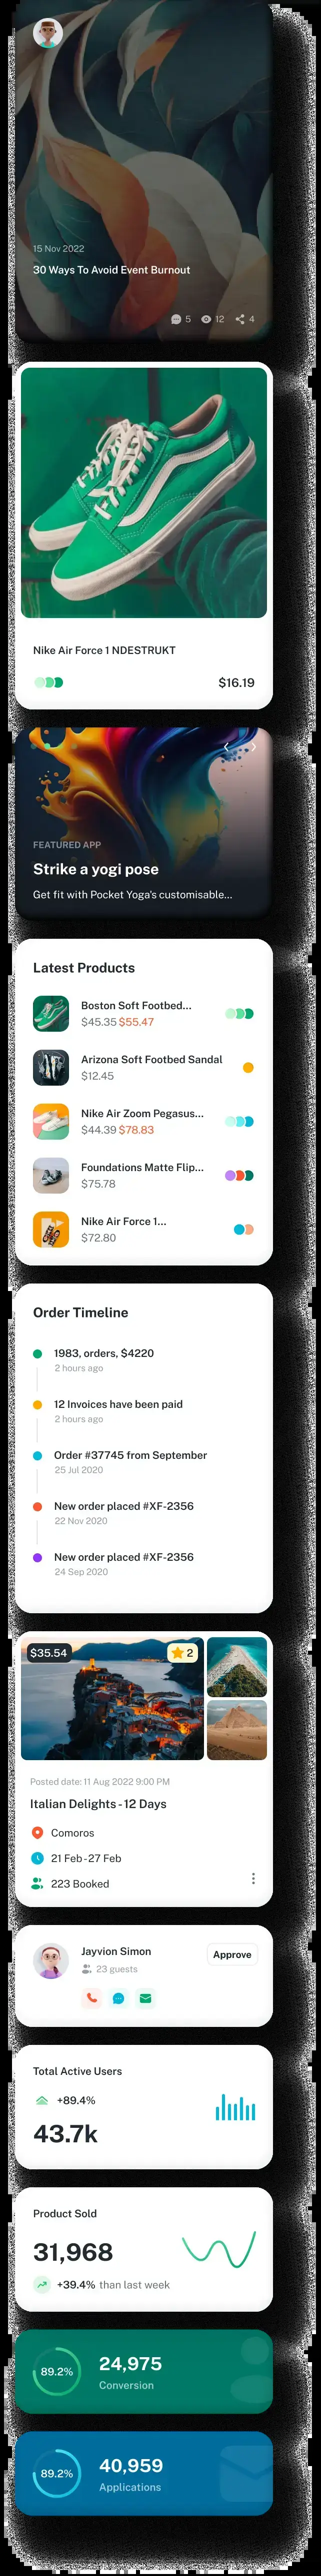 15 Nov 2022
30 Ways To Avoid Event Burnout
5 12 4
Nike Air Force 1 NDESTRUKT
$16.19
FEATURED APP
Strike a yogi pose
Get fit with Pocket Yoga's customisable...
Latest Products
Boston Soft Footbed...
$45.35 $55.47
Arizona Soft Footbed Sandal
$12.45
Nike Air Zoom Pegasus...
$44.39 $78.83
Foundations Matte Flip...
$75.78
Nike Air Force 1...
$72.80
Order Timeline
1983, orders, $4220
2 hours ago
12 Invoices have been paid
2 hours ago
Order #37745 from September
25 Jul 2020
New order placed #XF-2356
22 Nov 2020
New order placed #XF-2356
24 Sep 2020
$35.54
2
Posted date: 11 Aug 2022 9:00 PM
Italian Delights - 12 Days
Comoros
21 Feb - 27 Feb
223 Booked
Jayvion Simon
Approve
23 guests
Total Active Users
+89.4%
43.7k
Product Sold
31,968
+39.4% than last week
89.2%
24,975
Conversion
89.2%
40,959
Applications